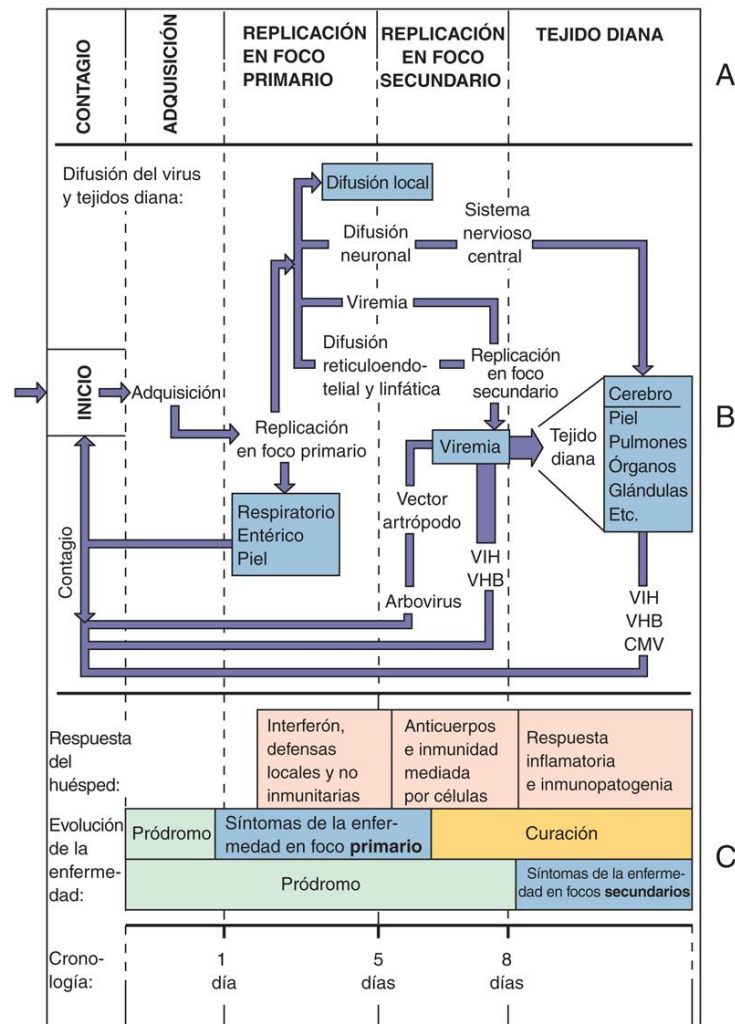 CONTAGIO
ADQUISICIÓN
REPLICACIÓN
EN FOCO
PRIMARIO
REPLICACIÓN
EN FOCO
SECUNDARIO
TEJIDO DIANA
A
Difusión del virus
y tejidos diana:
Difusión local
Difusión
neuronal
Sistema
nervioso
central
Viremia
Difusión
reticuloendo-
telial y linfática
Replicación
en foco
secundario
INICIO
Adquisición
Replicación
en foco primario
Viremia
Tejido
diana
Cerebro
Piel
Pulmones
Órganos
Glándulas
Etc.
B
Respiratorio
Entérico
Piel
Vector
artrópodo
Contagio
VIH
VHB
Arbovirus
VIH
VHB
CMV
Respuesta
del
huésped:
Interferón,
defensas
locales y no
inmunitarias
Anticuerpos
e inmunidad
mediada
por células
Respuesta
inflamatoria
e inmunopatogenia
Evolución
de la
enferme-
dad:
Pródromo
Síntomas de la enfer-
medad en foco primario
Curación
C
Pródromo
Síntomas de la enferme-
dad en focos secundarios
Crono-
logía:
1
día
5
días
8
días